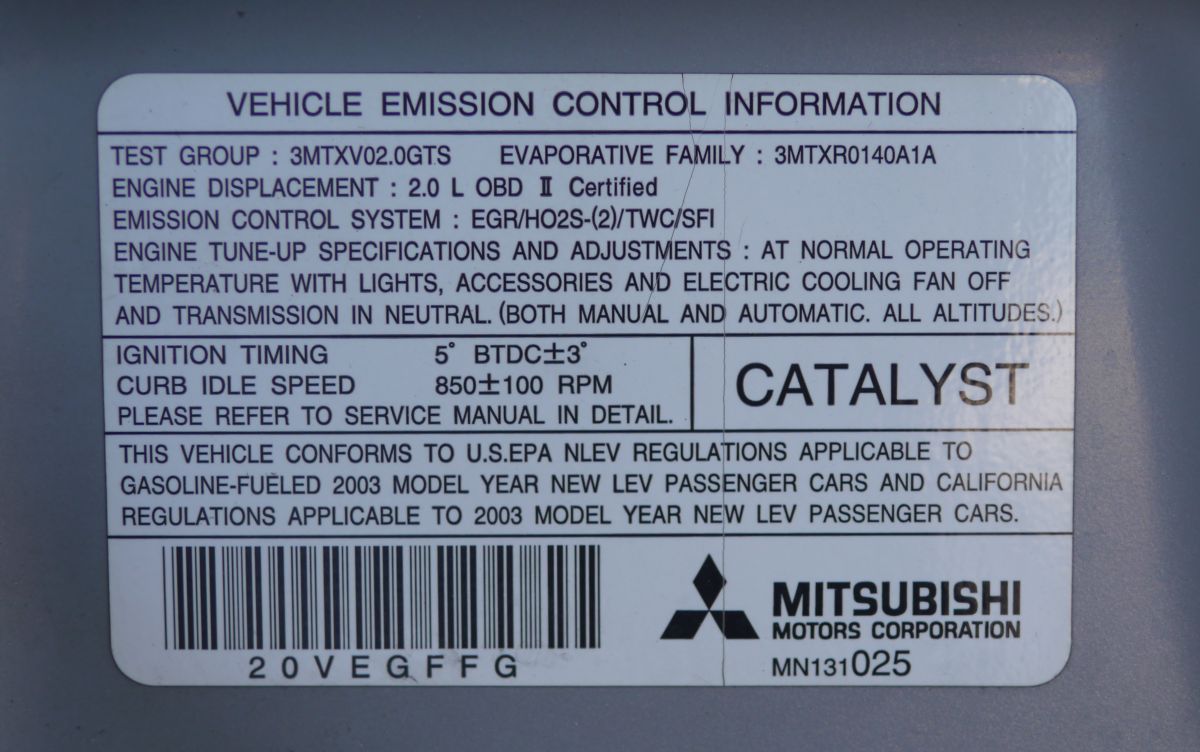 VEHICLE EMISSION CONTROL INFORMATION
TEST GROUP : 3MTXV02.0GTS EVAPORATIVE FAMILY : 3MTXR0140A1A
ENGINE DISPLACEMENT : 2.0 L OBD II Certified
EMISSION CONTROL SYSTEM : EGR/HO2S-(2)/TWC/SFI
ENGINE TUNE-UP SPECIFICATIONS AND ADJUSTMENTS : AT NORMAL OPERATING
TEMPERATURE WITH LIGHTS, ACCESSORIES AND ELECTRIC COOLING FAN OFF
AND TRANSMISSION IN NEUTRAL. (BOTH MANUAL AND AUTOMATIC. ALL ALTITUDES.)
IGNITION TIMING 5° BTDC±3°
CURB IDLE SPEED 850±100 RPM
PLEASE REFER TO SERVICE MANUAL IN DETAIL.
CATALYST
THIS VEHICLE CONFORMS TO U.S.EPA NLEV REGULATIONS APPLICABLE TO
GASOLINE-FUELED 2003 MODEL YEAR NEW LEV PASSENGER CARS AND CALIFORNIA
REGULATIONS APPLICABLE TO 2003 MODEL YEAR NEW LEV PASSENGER CARS.
20VEGFFG
MITSUBISHI
MOTORS CORPORATION
MN131025